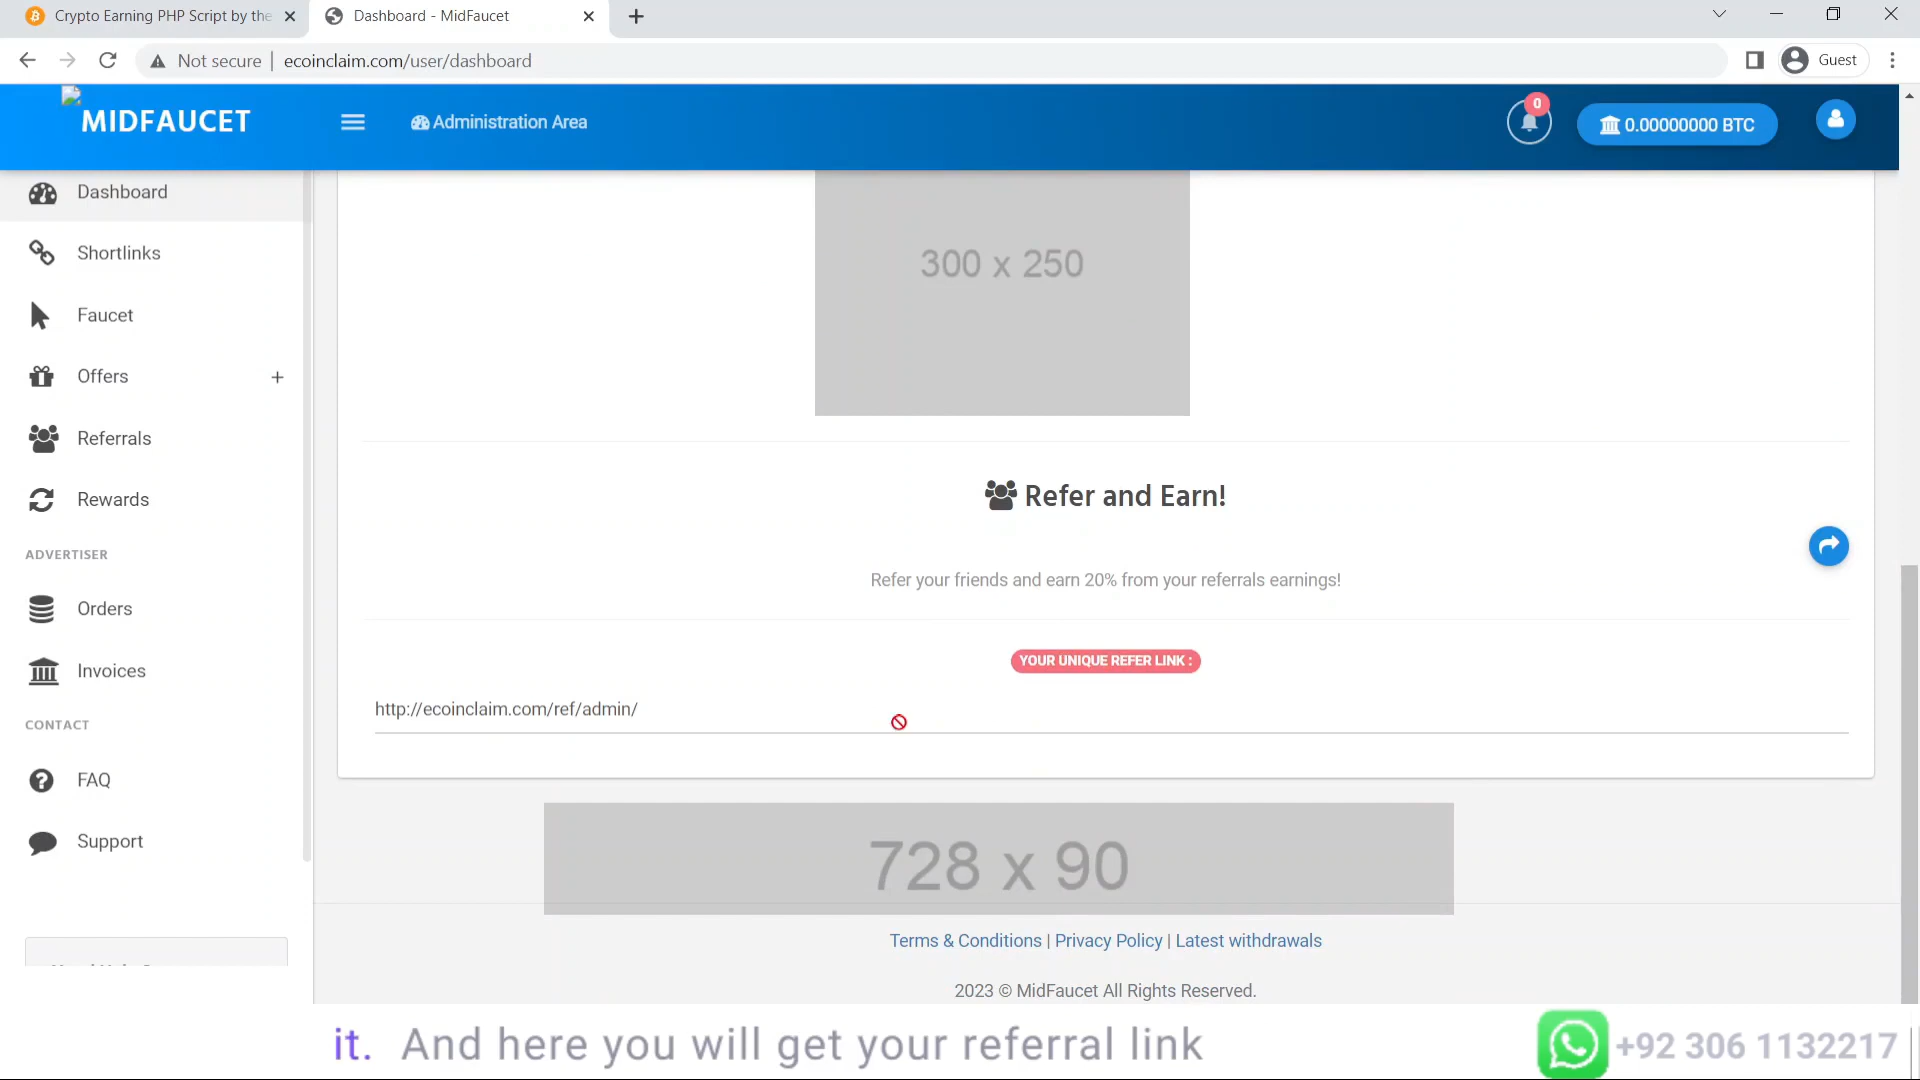 Crypto Earning PHP Script by the
Dashboard - MidFaucet
Not secure | ecoinclaim.com/user/dashboard
Guest
MIDFAUCET
Administration Area
0
0.00000000 BTC
Dashboard
Shortlinks
Faucet
Offers +
Referrals
Rewards
ADVERTISER
Orders
Invoices
CONTACT
FAQ
Support
300 x 250
Refer and Earn!
Refer your friends and earn 20% from your referrals earnings!
YOUR UNIQUE REFER LINK :
http://ecoinclaim.com/ref/admin/
728 x 90
Terms & Conditions | Privacy Policy | Latest withdrawals
2023 © MidFaucet All Rights Reserved.
it. And here you will get your referral link
+92 306 1132217